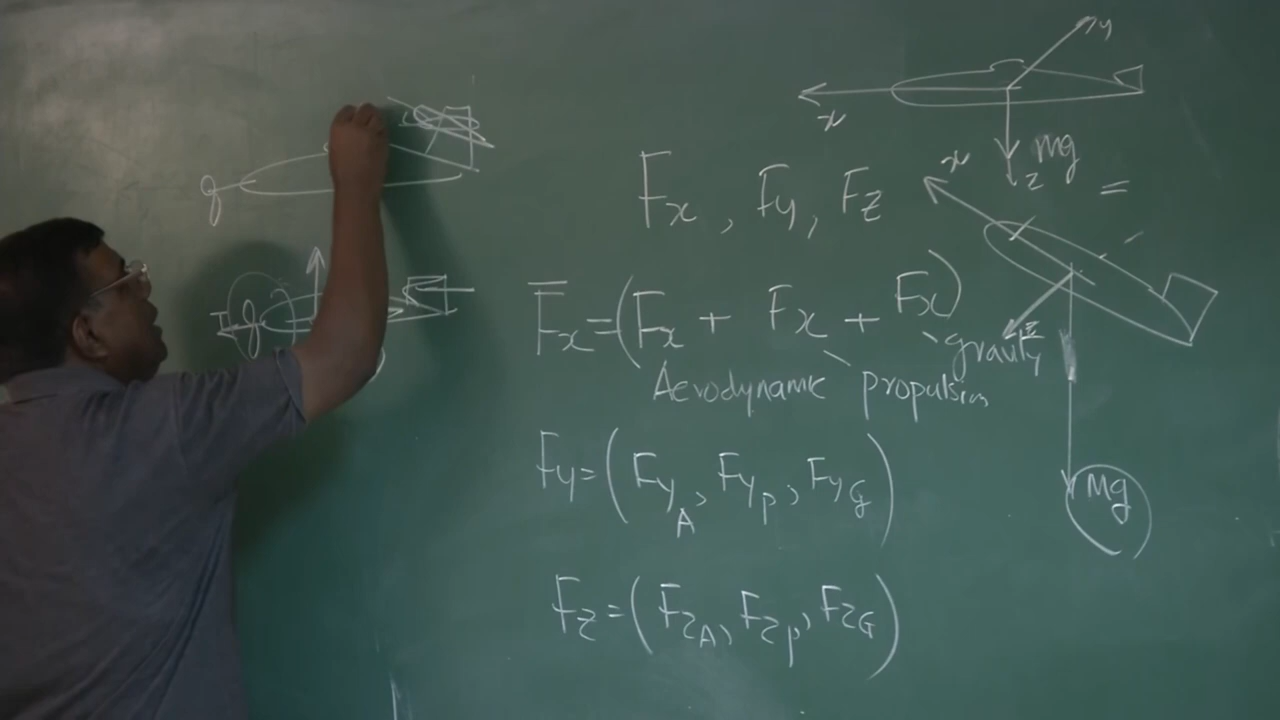 y
x
mg
z
=
x
Fx, Fy, Fz
Fx = (Fx + Fx + Fx)
gravity
Aerodynamic propulsion
z
Fy = (FyA, FyP, FyG)
Mg
Fz = (FzA, FzP, FzG)